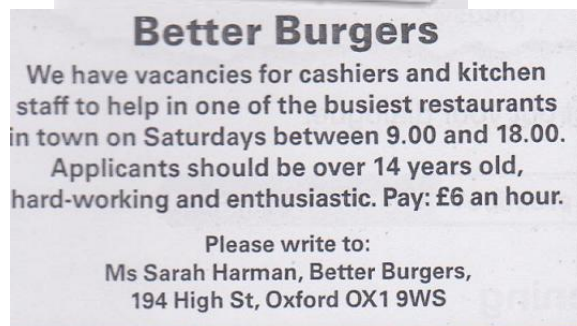 Better Burgers
We have vacancies for cashiers and kitchen
staff to help in one of the busiest restaurants
in town on Saturdays between 9.00 and 18.00.
Applicants should be over 14 years old,
hard-working and enthusiastic. Pay: £6 an hour.
Please write to:
Ms Sarah Harman, Better Burgers,
194 High St, Oxford OX1 9WS